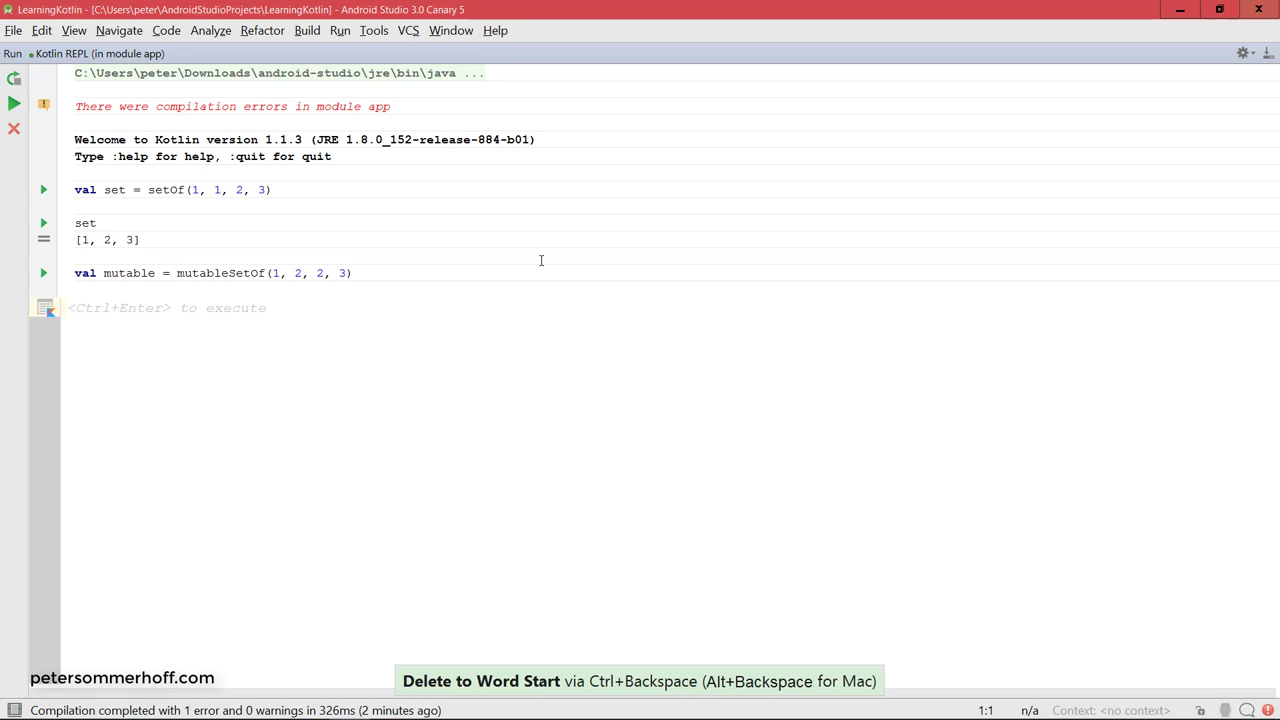 LearningKotlin - [C:\Users\peter\AndroidStudioProjects\LearningKotlin] - Android Studio 3.0 Canary 5
File Edit View Navigate Code Analyze Refactor Build Run Tools VCS Window Help
Run Kotlin REPL (in module app)
C:\Users\peter\Downloads\android-studio\jre\bin\java ...
There were compilation errors in module app
Welcome to Kotlin version 1.1.3 (JRE 1.8.0_152-release-884-b01)
Type :help for help, :quit for quit
val set = setOf(1, 1, 2, 3)
set
[1, 2, 3]
val mutable = mutableSetOf(1, 2, 2, 3)
<Ctrl+Enter> to execute
petersommerhoff.com
Delete to Word Start via Ctrl+Backspace (Alt+Backspace for Mac)
Compilation completed with 1 error and 0 warnings in 326ms (2 minutes ago) 1:1 n/a Context: <no context>